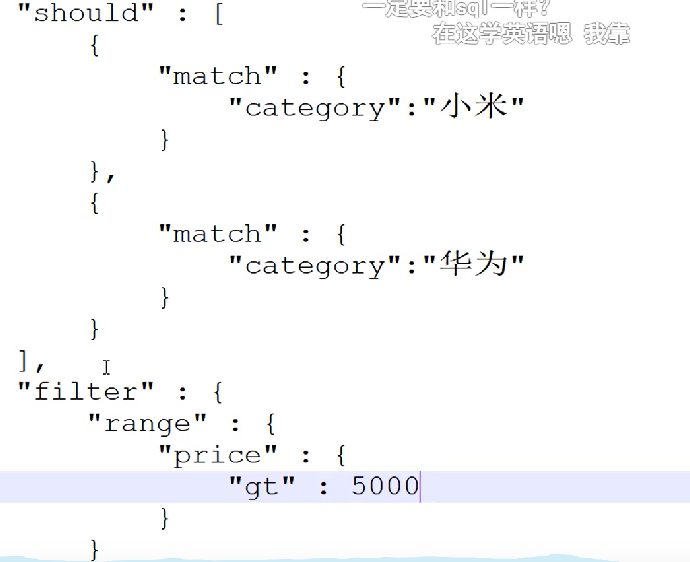 一定要和sql一样?
在这学英语嗯 我靠
"should" : [
{
"match" : {
"category":"小米"
}
},
{
"match" : {
"category":"华为"
}
}
],
"filter" : {
"range" : {
"price" : {
"gt" : 5000
}
}